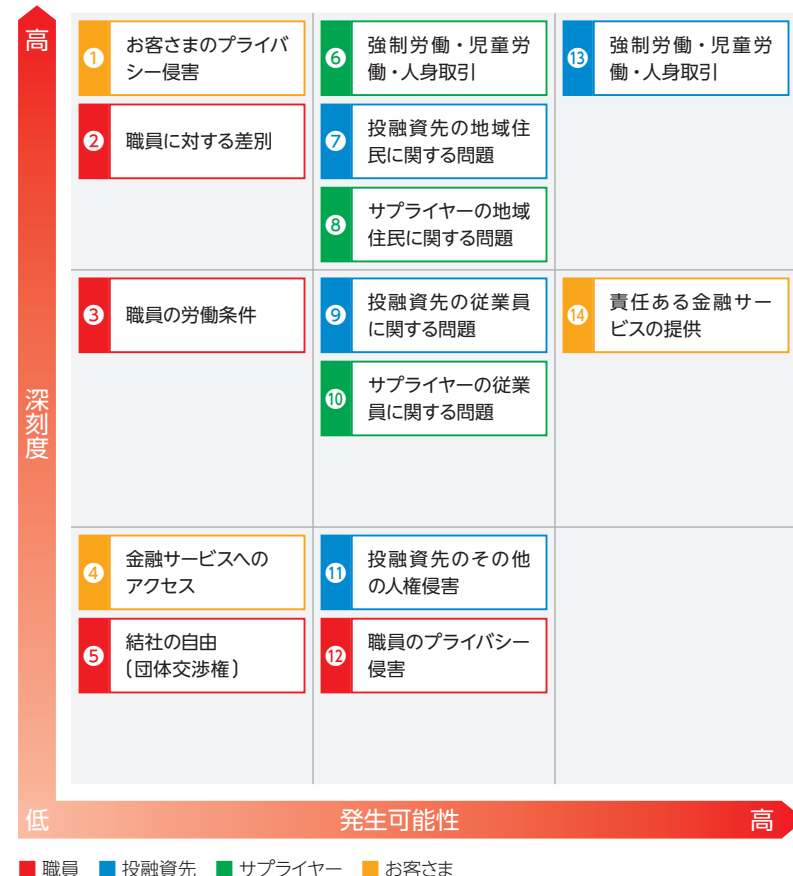 高
❶
お客さまのプライバ
シー侵害
❷
職員に対する差別
❻
強制労働・児童労
働・人身取引
❼
投融資先の地域住
民に関する問題
❽
サプライヤーの地域
住民に関する問題
⓭
強制労働・児童労
働・人身取引
深刻度
❸
職員の労働条件
❾
投融資先の従業員
に関する問題
❿
サプライヤーの従業
員に関する問題
⓮
責任ある金融サー
ビスの提供
❹
金融サービスへの
アクセス
❺
結社の自由
〔団体交渉権〕
⓫
投融資先のその他
の人権侵害
⓬
職員のプライバシー
侵害
低 発生可能性 高
■ 職員 ■ 投融資先 ■ サプライヤー ■ お客さま